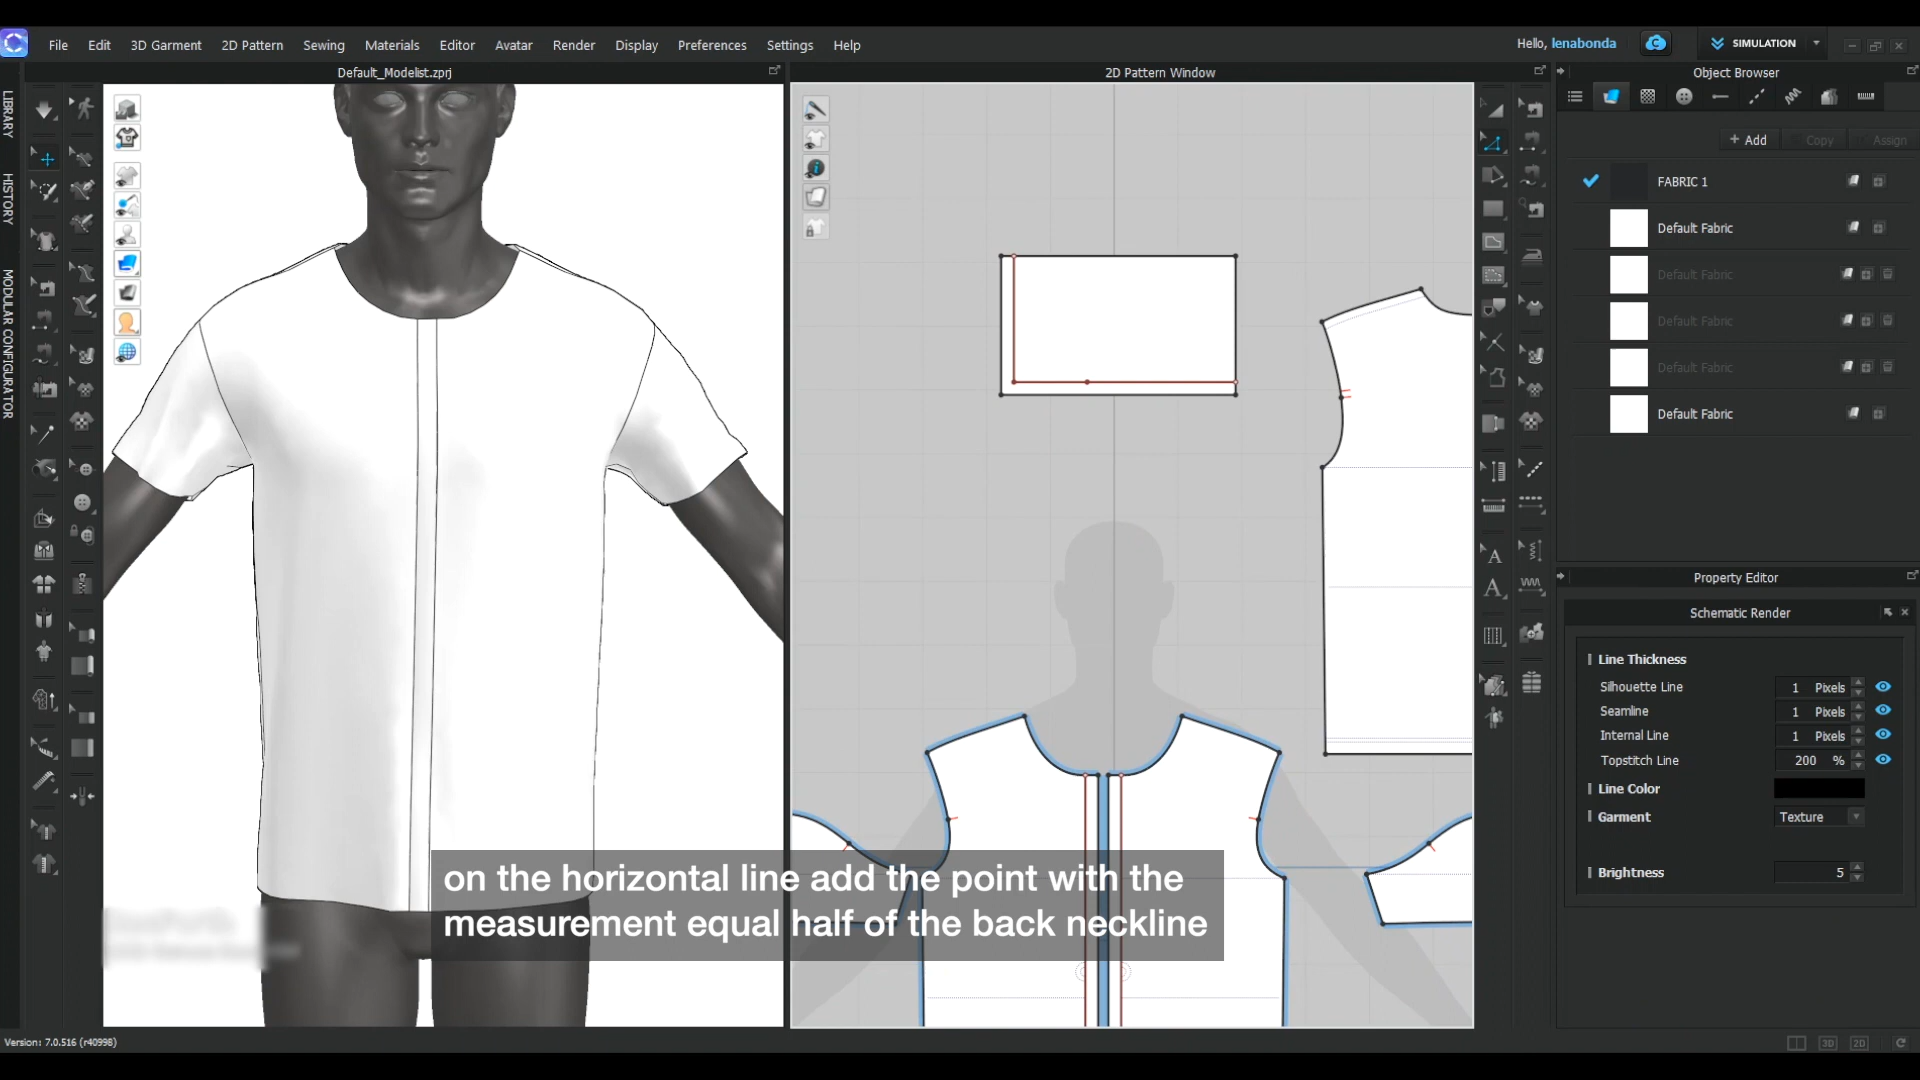 File Edit 3D Garment 2D Pattern Sewing Materials Editor Avatar Render Display Preferences Settings Help
Hello, lenabonda
SIMULATION
Default_Modelist.zprj
2D Pattern Window
Object Browser
LIBRARY
HISTORY
MODULAR CONFIGURATOR
+ Add Copy Assign
FABRIC 1
Default Fabric
Default Fabric
Default Fabric
Default Fabric
Default Fabric
A
A
Property Editor
Schematic Render
Line Thickness
Silhouette Line 1 Pixels
Seamline 1 Pixels
Internal Line 1 Pixels
Topstitch Line 200 %
Line Color
Garment Texture
Brightness 5
on the horizontal line add the point with the
measurement equal half of the back neckline
Version: 7.0.516 (r40998)
3D 2D